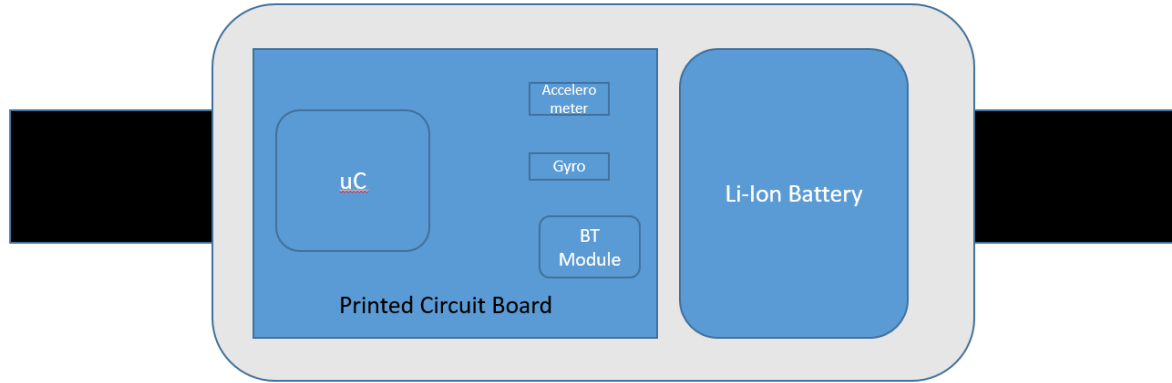 Accelero
meter
Gyro
uC
Li-Ion Battery
BT
Module
Printed Circuit Board